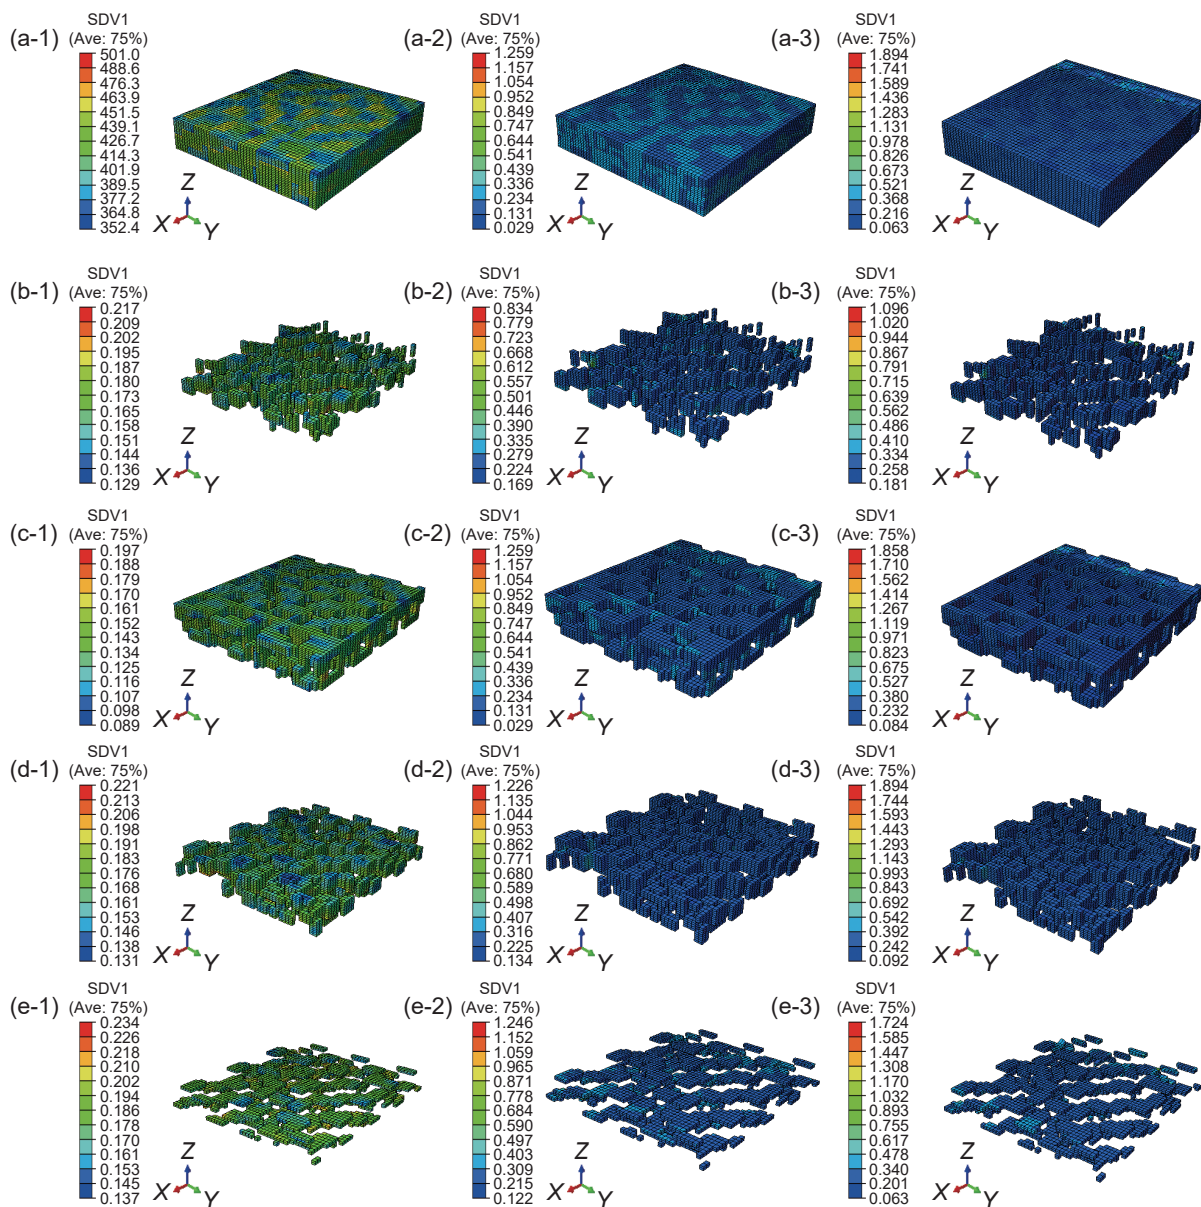 (a-1)
SDV1
(Ave: 75%)
501.0
488.6
476.3
463.9
451.5
439.1
426.7
414.3
401.9
389.5
377.2
364.8
352.4
Z
X
Y
(a-2)
SDV1
(Ave: 75%)
1.259
1.157
1.054
0.952
0.849
0.747
0.644
0.541
0.439
0.336
0.234
0.131
0.029
Z
X
Y
(a-3)
SDV1
(Ave: 75%)
1.894
1.741
1.589
1.436
1.283
1.131
0.978
0.826
0.673
0.521
0.368
0.216
0.063
Z
X
Y
(b-1)
SDV1
(Ave: 75%)
0.217
0.209
0.202
0.195
0.187
0.180
0.173
0.165
0.158
0.151
0.144
0.136
0.129
Z
X
Y
(b-2)
SDV1
(Ave: 75%)
0.834
0.779
0.723
0.668
0.612
0.557
0.501
0.446
0.390
0.335
0.279
0.224
0.169
Z
X
Y
(b-3)
SDV1
(Ave: 75%)
1.096
1.020
0.944
0.867
0.791
0.715
0.639
0.562
0.486
0.410
0.334
0.258
0.181
Z
X
Y
(c-1)
SDV1
(Ave: 75%)
0.197
0.188
0.179
0.170
0.161
0.152
0.143
0.134
0.125
0.116
0.107
0.098
0.089
Z
X
Y
(c-2)
SDV1
(Ave: 75%)
1.259
1.157
1.054
0.952
0.849
0.747
0.644
0.541
0.439
0.336
0.234
0.131
0.029
Z
X
Y
(c-3)
SDV1
(Ave: 75%)
1.858
1.710
1.562
1.414
1.267
1.119
0.971
0.823
0.675
0.527
0.380
0.232
0.084
Z
X
Y
(d-1)
SDV1
(Ave: 75%)
0.221
0.213
0.206
0.198
0.191
0.183
0.176
0.168
0.161
0.153
0.146
0.138
0.131
Z
X
Y
(d-2)
SDV1
(Ave: 75%)
1.226
1.135
1.044
0.953
0.862
0.771
0.680
0.589
0.498
0.407
0.316
0.225
0.134
Z
X
Y
(d-3)
SDV1
(Ave: 75%)
1.894
1.744
1.593
1.443
1.293
1.143
0.993
0.843
0.692
0.542
0.392
0.242
0.092
Z
X
Y
(e-1)
SDV1
(Ave: 75%)
0.234
0.226
0.218
0.210
0.202
0.194
0.186
0.178
0.170
0.161
0.153
0.145
0.137
Z
X
Y
(e-2)
SDV1
(Ave: 75%)
1.246
1.152
1.059
0.965
0.871
0.778
0.684
0.590
0.497
0.403
0.309
0.215
0.122
Z
X
Y
(e-3)
SDV1
(Ave: 75%)
1.724
1.585
1.447
1.308
1.170
1.032
0.893
0.755
0.617
0.478
0.340
0.201
0.063
Z
X
Y